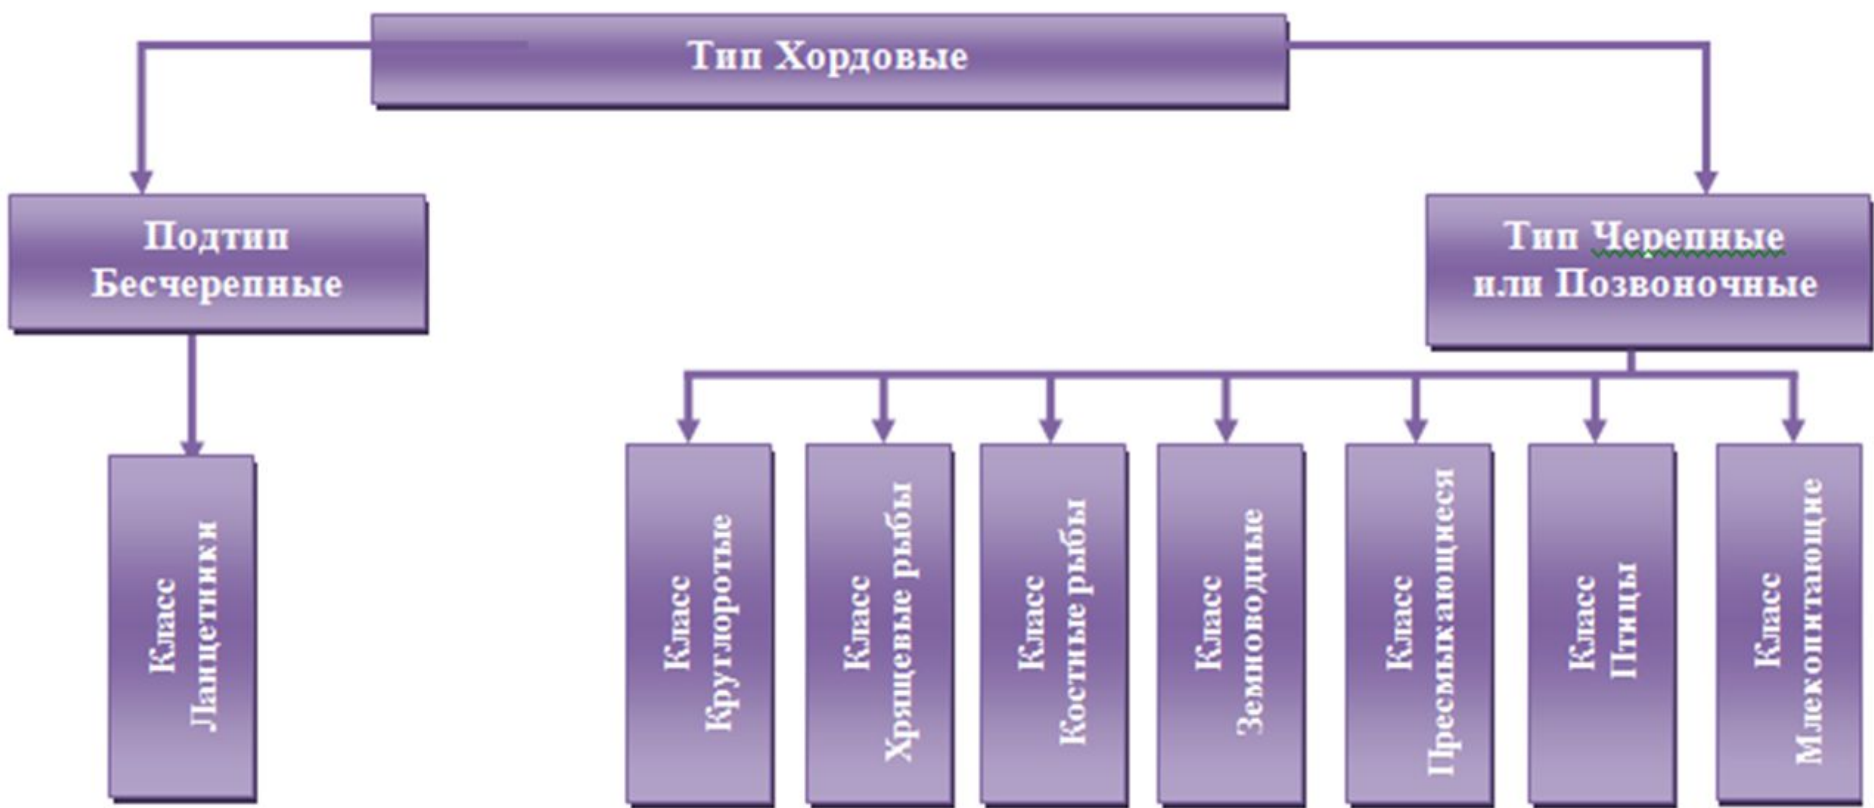 Тип Хордовые
Подтип
Бесчерепные
Тип Черепные
или Позвоночные
Класс
Ланцетники
Класс
Круглоротые
Класс
Хрящевые рыбы
Класс
Костные рыбы
Класс
Земноводные
Класс
Пресмыкающиеся
Класс
Птицы
Класс
Млекопитающие